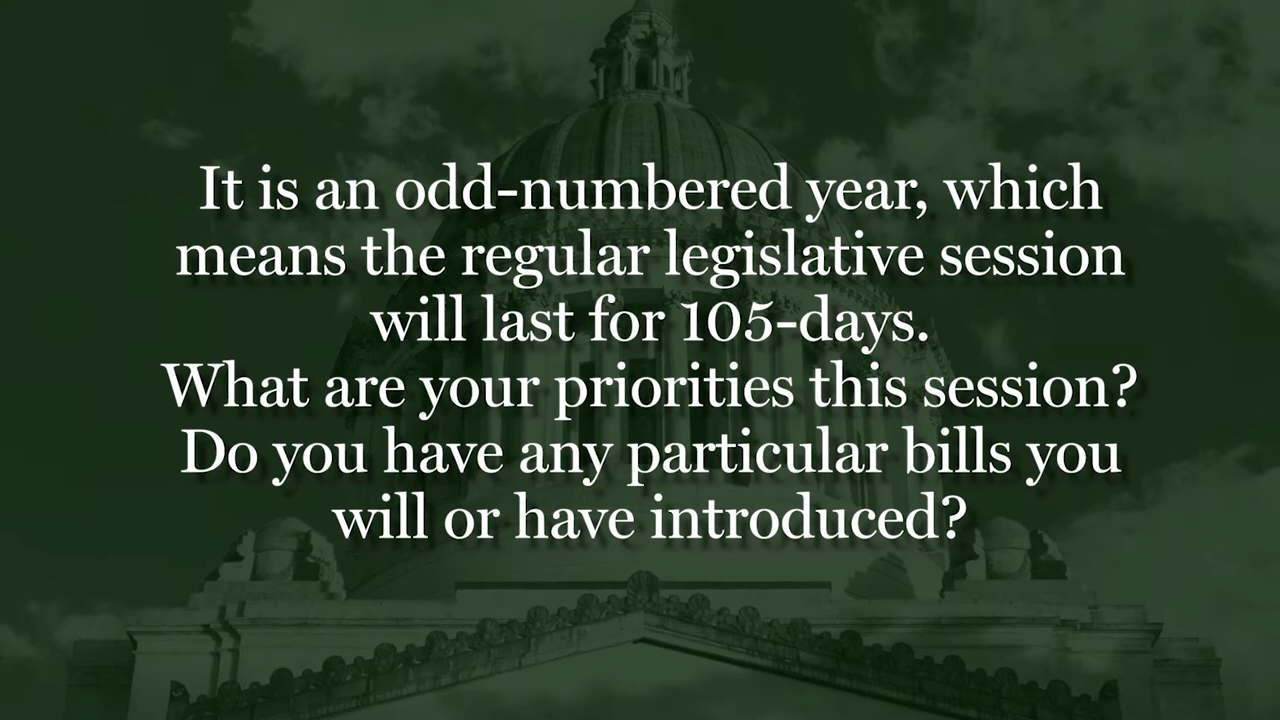 It is an odd-numbered year, which
means the regular legislative session
will last for 105-days.
What are your priorities this session?
Do you have any particular bills you
will or have introduced?